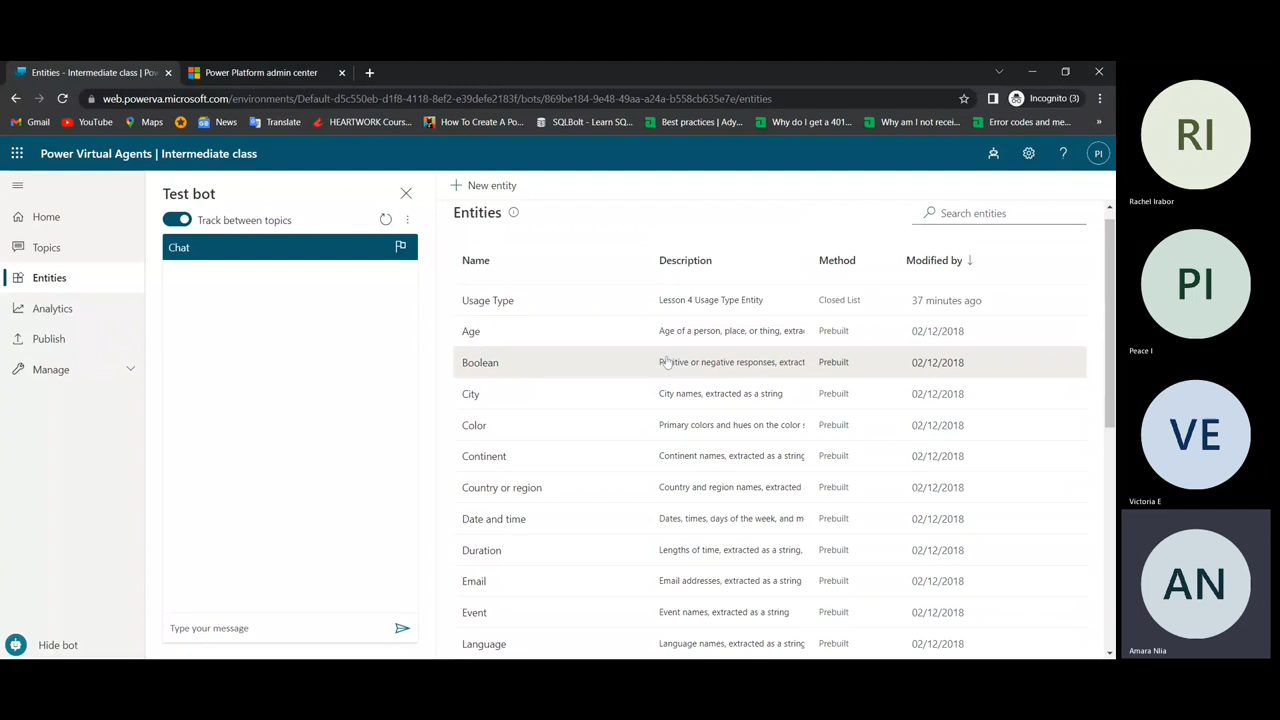 Entities - Intermediate class | Pow
Power Platform admin center
web.powerva.microsoft.com/environments/Default-d5c550eb-d1f8-4118-8ef2-e39defe2183f/bots/869be184-9e48-49aa-a24a-b558cb635e7e/entities
Incognito (3)
Gmail
YouTube
Maps
News
Translate
HEARTWORK Cours...
How To Create A Po...
SQLBolt - Learn SQ...
Best practices | Ady...
Why do I get a 401...
Why am I not recei...
Error codes and me...
»
Power Virtual Agents | Intermediate class
PI
Home
Topics
Entities
Analytics
Publish
Manage
Hide bot
Test bot
Track between topics
Chat
Type your message
New entity
Entities
Search entities
Name Description Method Modified by
Usage Type Lesson 4 Usage Type Entity Closed List 37 minutes ago
Age Age of a person, place, or thing, extra Prebuilt 02/12/2018
Boolean or negative responses, extract Prebuilt 02/12/2018
City City names, extracted as a string Prebuilt 02/12/2018
Color Primary colors and hues on the color s Prebuilt 02/12/2018
Continent Continent names, extracted as a string Prebuilt 02/12/2018
Country or region Country and region names, extracted Prebuilt 02/12/2018
Date and time Dates, times, days of the week, and m Prebuilt 02/12/2018
Duration Lengths of time, extracted as a string, Prebuilt 02/12/2018
Email Email addresses, extracted as a string Prebuilt 02/12/2018
Event Event names, extracted as a string Prebuilt 02/12/2018
Language Language names, extracted as a string Prebuilt 02/12/2018
RI
Rachel Irabor
PI
Peace I
VE
Victoria E
AN
Amara Nlia